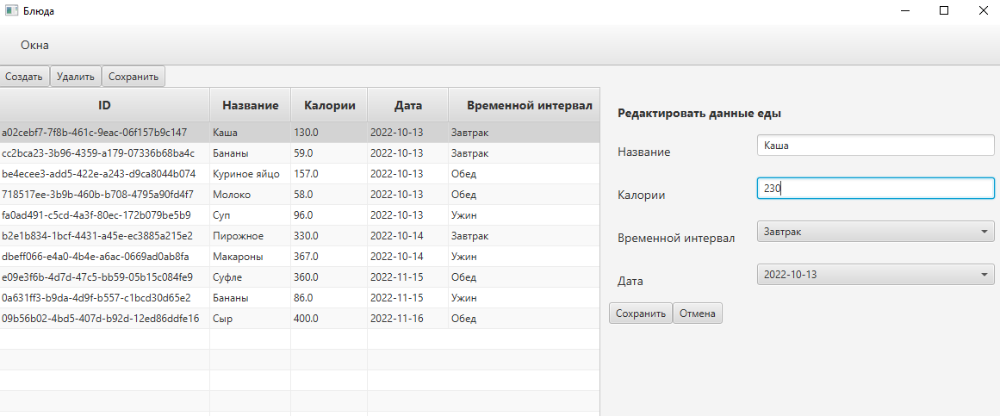 Блюда
Окна
Создать Удалить Сохранить
ID Название Калории Дата Временной интервал
a02cebf7-7f8b-461c-9eac-06f157b9c147 Каша 130.0 2022-10-13 Завтрак
cc2bca23-3b96-4359-a179-07336b68ba4c Бананы 59.0 2022-10-13 Завтрак
be4ecee3-add5-422e-a243-d9ca8044b074 Куриное яйцо 157.0 2022-10-13 Обед
718517ee-3b9b-460b-b708-4795a90fd4f7 Молоко 58.0 2022-10-13 Обед
fa0ad491-c5cd-4a3f-80ec-172b079be5b9 Суп 96.0 2022-10-13 Ужин
b2e1b834-1bcf-4431-a45e-ec3885a215e2 Пирожное 330.0 2022-10-14 Завтрак
dbeff066-e4a0-4b4e-a6ac-0669ad0ab8fa Макароны 367.0 2022-10-14 Ужин
e09e3f6b-4d7d-47c5-bb59-05b15c084fe9 Суфле 360.0 2022-11-15 Обед
0a631ff3-b9da-4d9f-b557-c1bcd30d65e2 Бананы 86.0 2022-11-15 Ужин
09b56b02-4bd5-407d-b92d-12ed86ddfe16 Сыр 400.0 2022-11-16 Обед
Редактировать данные еды
Название Каша
Калории 230
Временной интервал Завтрак
Дата 2022-10-13
Сохранить Отмена